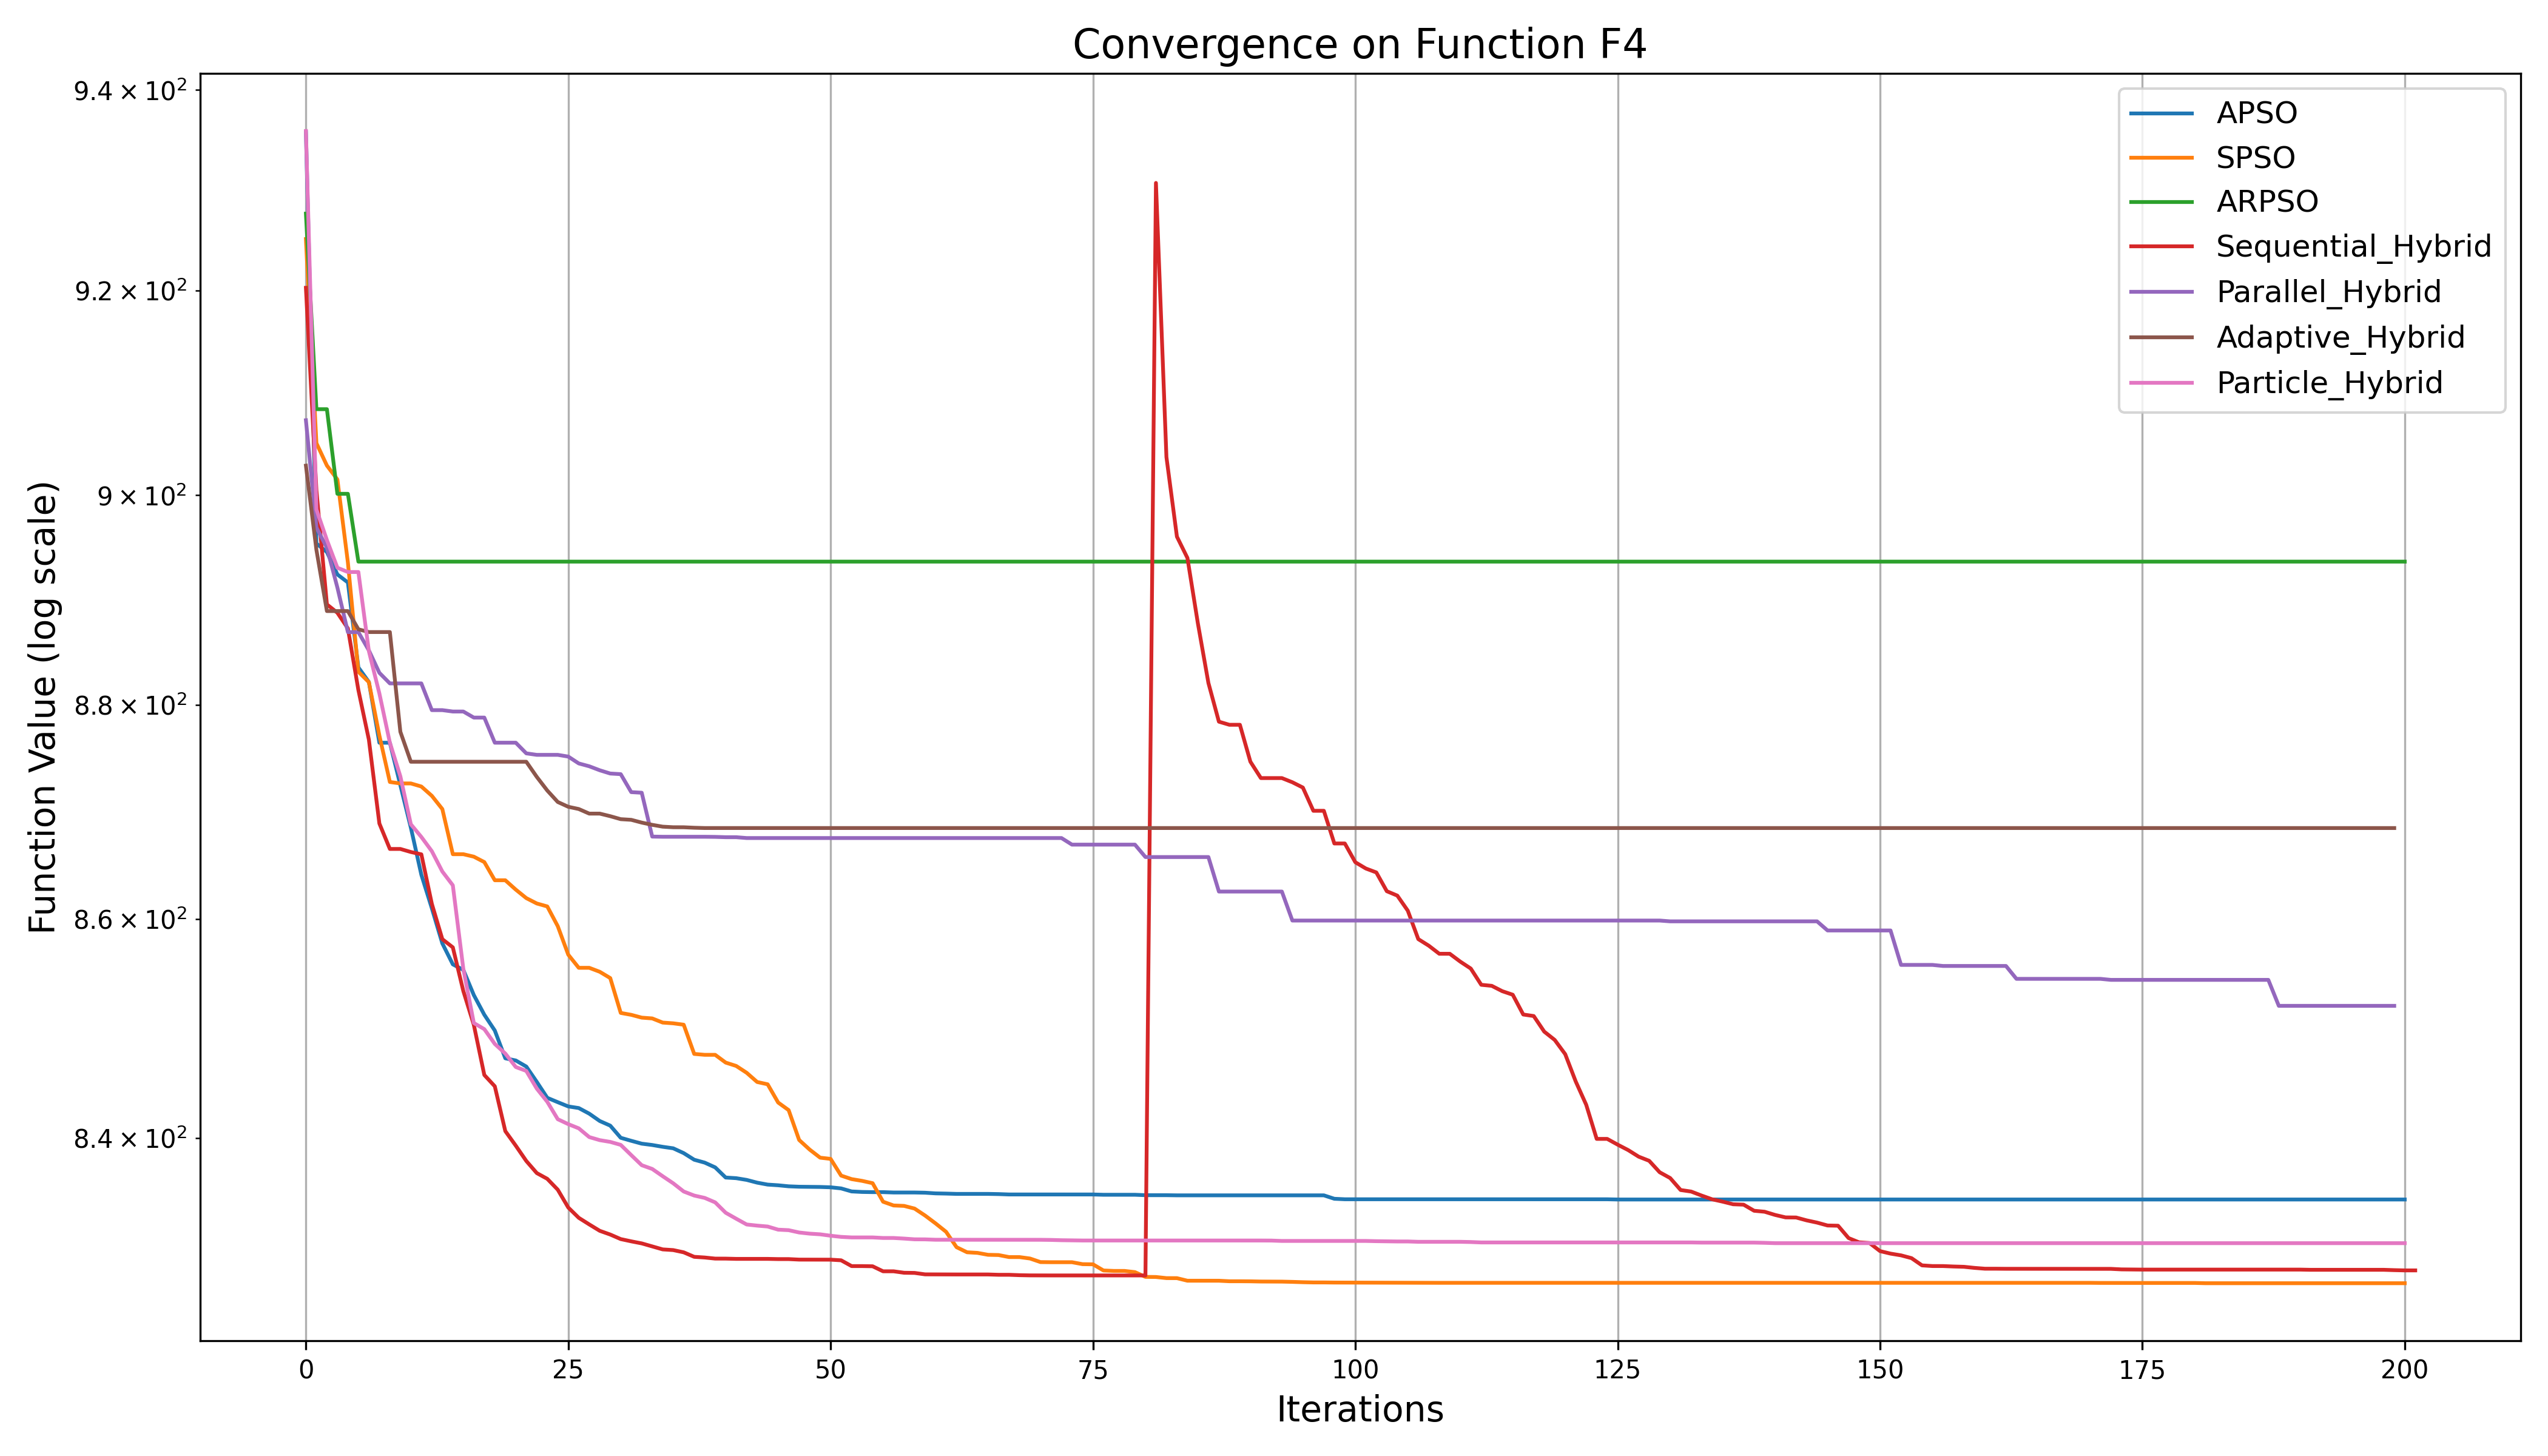 Convergence on Function F4
Function Value (log scale)
9.4 × 10²
9.2 × 10²
9 × 10²
8.8 × 10²
8.6 × 10²
8.4 × 10²
APSO
SPSO
ARPSO
Sequential_Hybrid
Parallel_Hybrid
Adaptive_Hybrid
Particle_Hybrid
0 25 50 75 100 125 150 175 200
Iterations